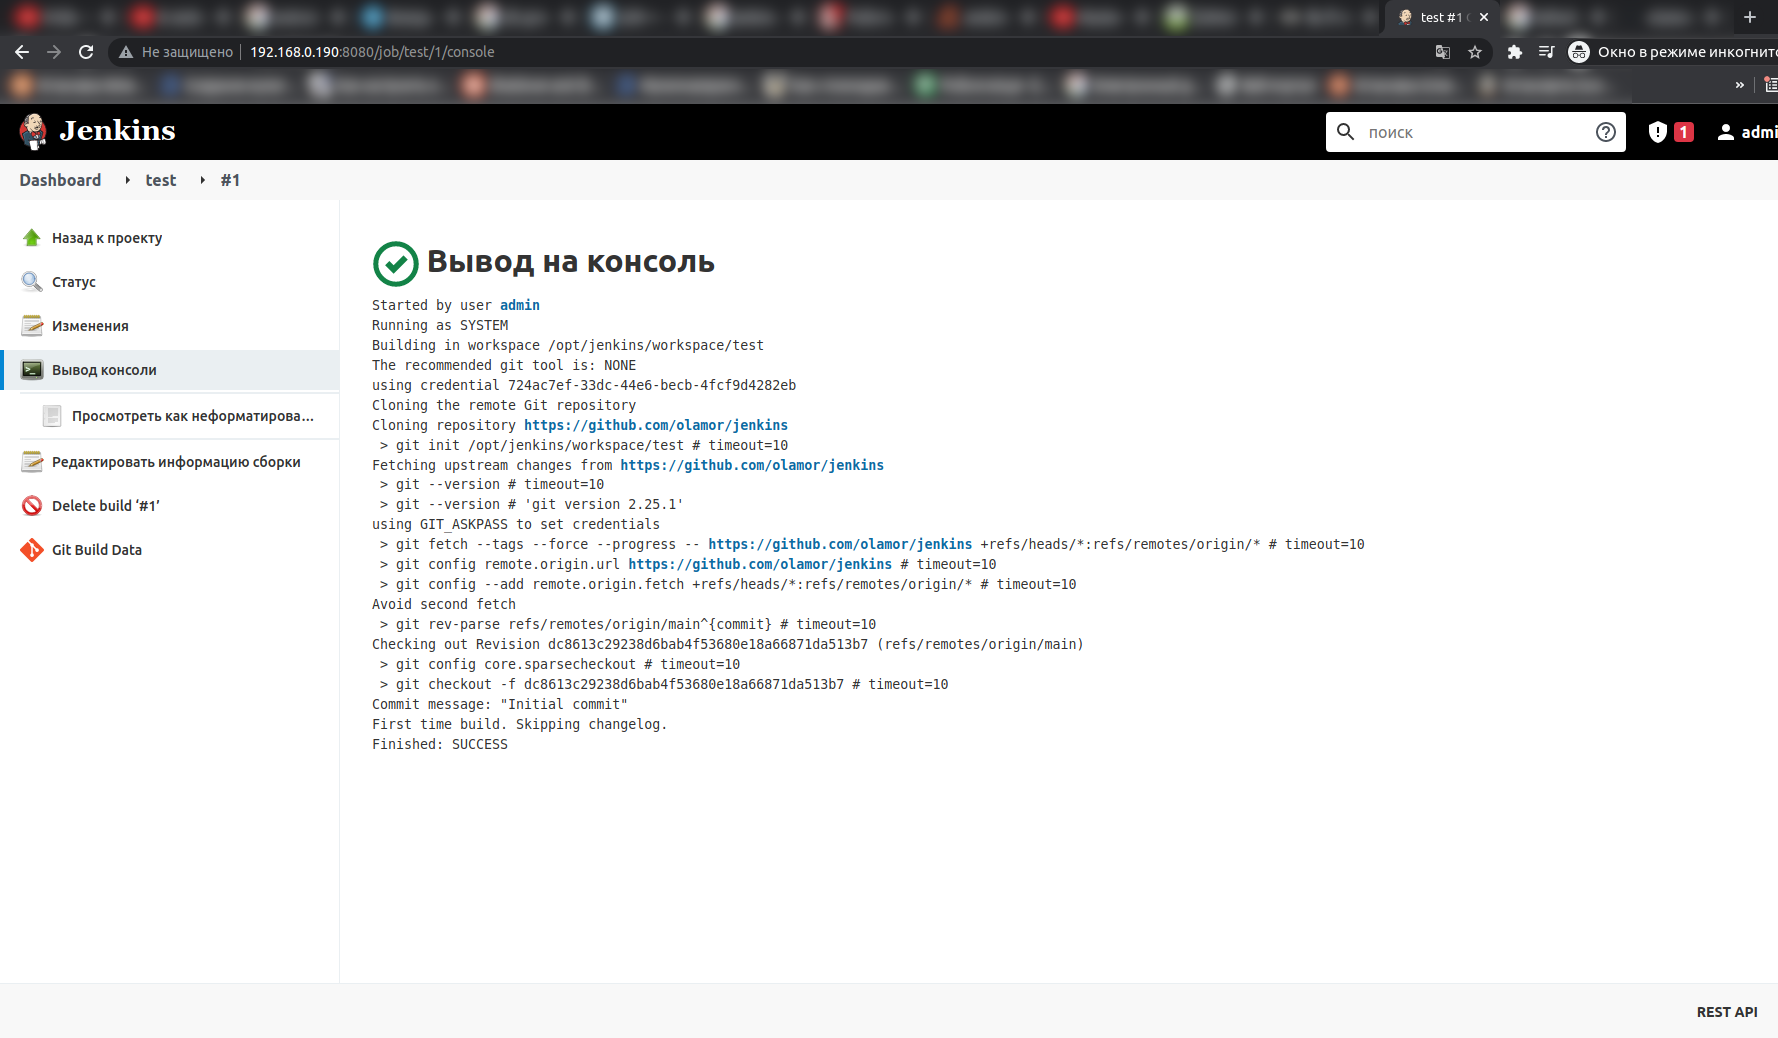 test #1
Не защищено
192.168.0.190:8080/job/test/1/console
Окно в режиме инкогнито
»
Jenkins
поиск
1
admi
Dashboard
test
#1
Назад к проекту
Статус
Изменения
Вывод консоли
Просмотреть как неформатирова...
Редактировать информацию сборки
Delete build ‘#1’
Git Build Data
Вывод на консоль
Started by user admin
Running as SYSTEM
Building in workspace /opt/jenkins/workspace/test
The recommended git tool is: NONE
using credential 724ac7ef-33dc-44e6-becb-4fcf9d4282eb
Cloning the remote Git repository
Cloning repository https://github.com/olamor/jenkins
 > git init /opt/jenkins/workspace/test # timeout=10
Fetching upstream changes from https://github.com/olamor/jenkins
 > git --version # timeout=10
 > git --version # 'git version 2.25.1'
using GIT_ASKPASS to set credentials
 > git fetch --tags --force --progress -- https://github.com/olamor/jenkins +refs/heads/*:refs/remotes/origin/* # timeout=10
 > git config remote.origin.url https://github.com/olamor/jenkins # timeout=10
 > git config --add remote.origin.fetch +refs/heads/*:refs/remotes/origin/* # timeout=10
Avoid second fetch
 > git rev-parse refs/remotes/origin/main^{commit} # timeout=10
Checking out Revision dc8613c29238d6bab4f53680e18a66871da513b7 (refs/remotes/origin/main)
 > git config core.sparsecheckout # timeout=10
 > git checkout -f dc8613c29238d6bab4f53680e18a66871da513b7 # timeout=10
Commit message: "Initial commit"
First time build. Skipping changelog.
Finished: SUCCESS
REST API